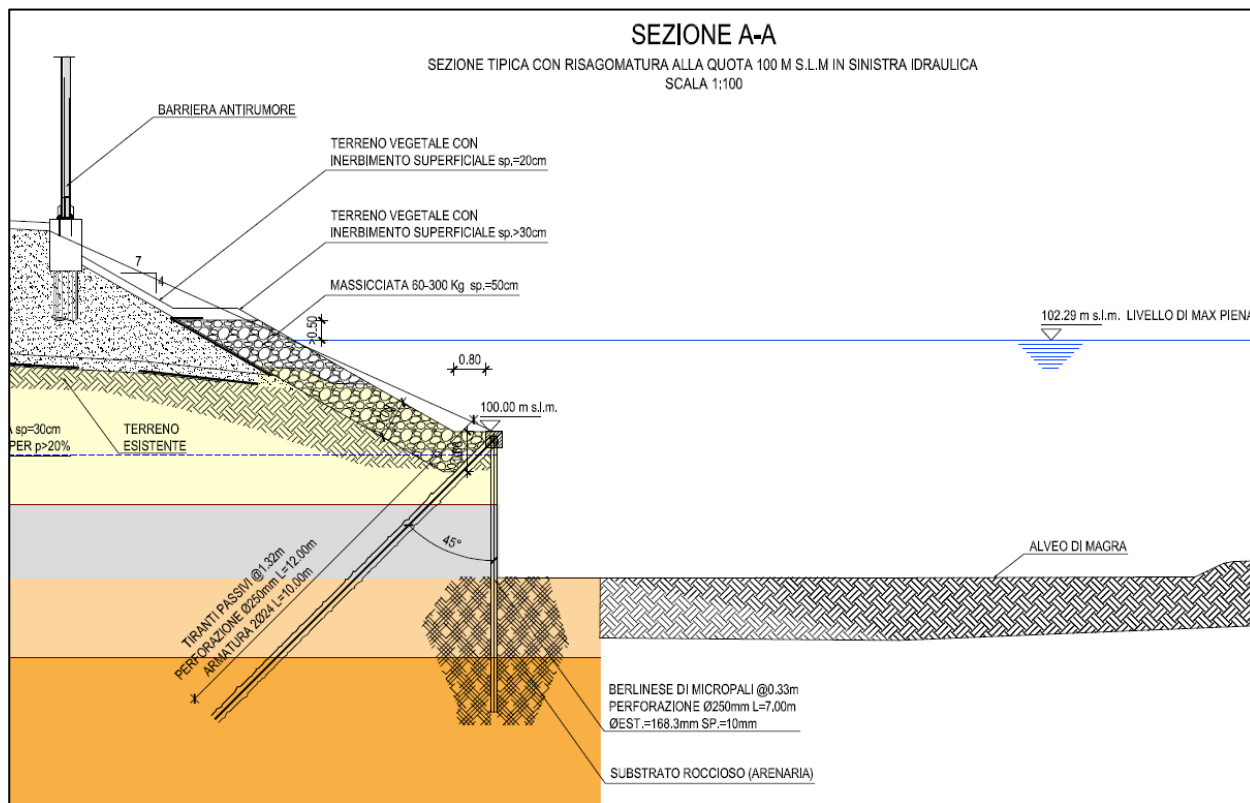 SEZIONE A-A
SEZIONE TIPICA CON RISAGOMATURA ALLA QUOTA 100 M S.L.M IN SINISTRA IDRAULICA
SCALA 1:100
BARRIERA ANTIRUMORE
TERRENO VEGETALE CON
INERBIMENTO SUPERFICIALE sp.=20cm
TERRENO VEGETALE CON
INERBIMENTO SUPERFICIALE sp.>30cm
7
4
MASSICCIATA 60-300 Kg sp.=50cm
>0.50
102.29 m s.l.m. LIVELLO DI MAX PIENA
0.80
100.00 m s.l.m.
A sp=30cm
PER p>20%
TERRENO
ESISTENTE
45°
TIRANTI PASSIVI @1.32m
PERFORAZIONE Ø250mm L=12.00m
ARMATURA 2Ø24 L=10.00m
ALVEO DI MAGRA
BERLINESE DI MICROPALI @0.33m
PERFORAZIONE Ø250mm L=7.00m
ØEST.=168.3mm SP.=10mm
SUBSTRATO ROCCIOSO (ARENARIA)